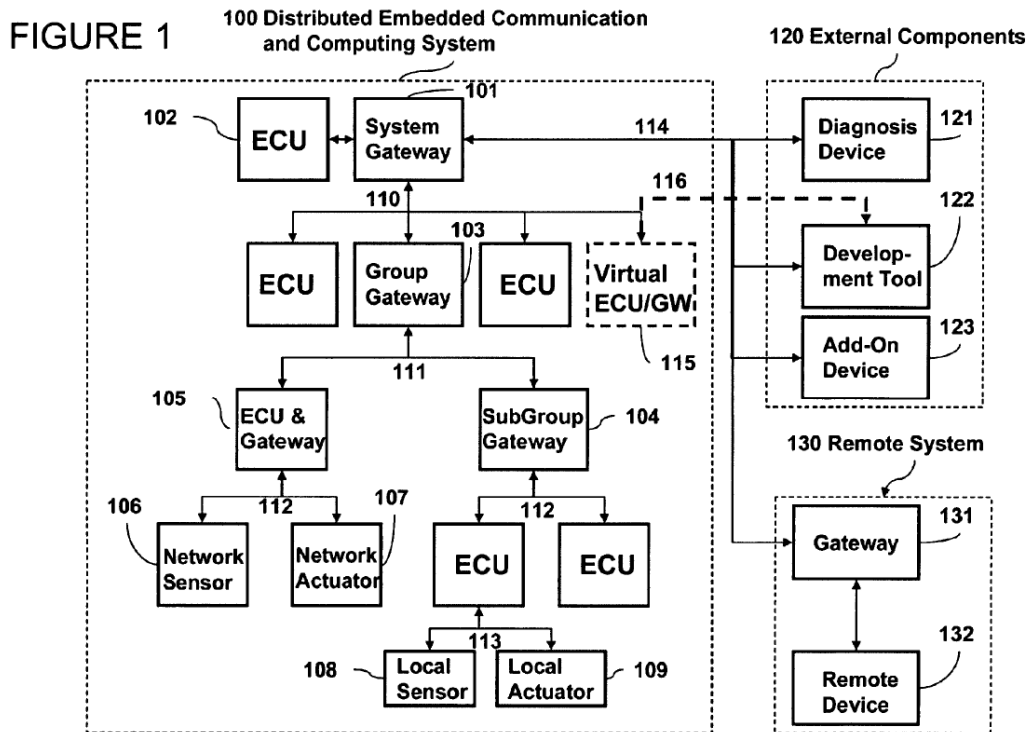 FIGURE 1
100 Distributed Embedded Communication
and Computing System
120 External Components
101
102
ECU
System
Gateway
114
Diagnosis
Device
121
116
110
103
122
ECU
Group
Gateway
ECU
Virtual
ECU/GW
Develop-
ment Tool
123
111
115
Add-On
Device
105
ECU &
Gateway
SubGroup
Gateway
104
130 Remote System
106
112
107
112
131
Network
Sensor
Network
Actuator
ECU
ECU
Gateway
113
132
108
Local
Sensor
Local
Actuator
109
Remote
Device